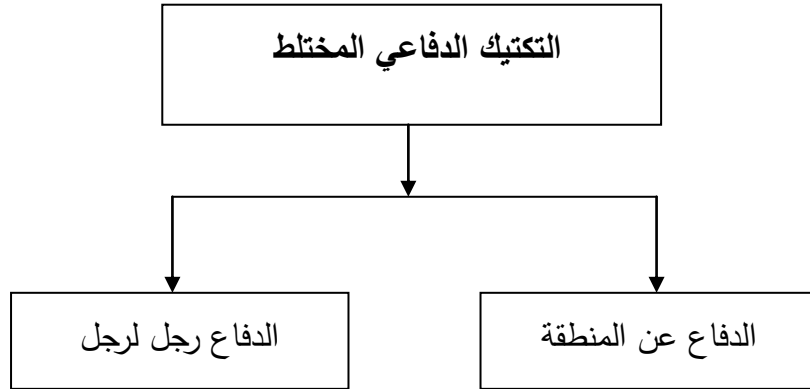 التكتيك الدفاعي المختلط
الدفاع عن المنطقة
الدفاع رجل لرجل